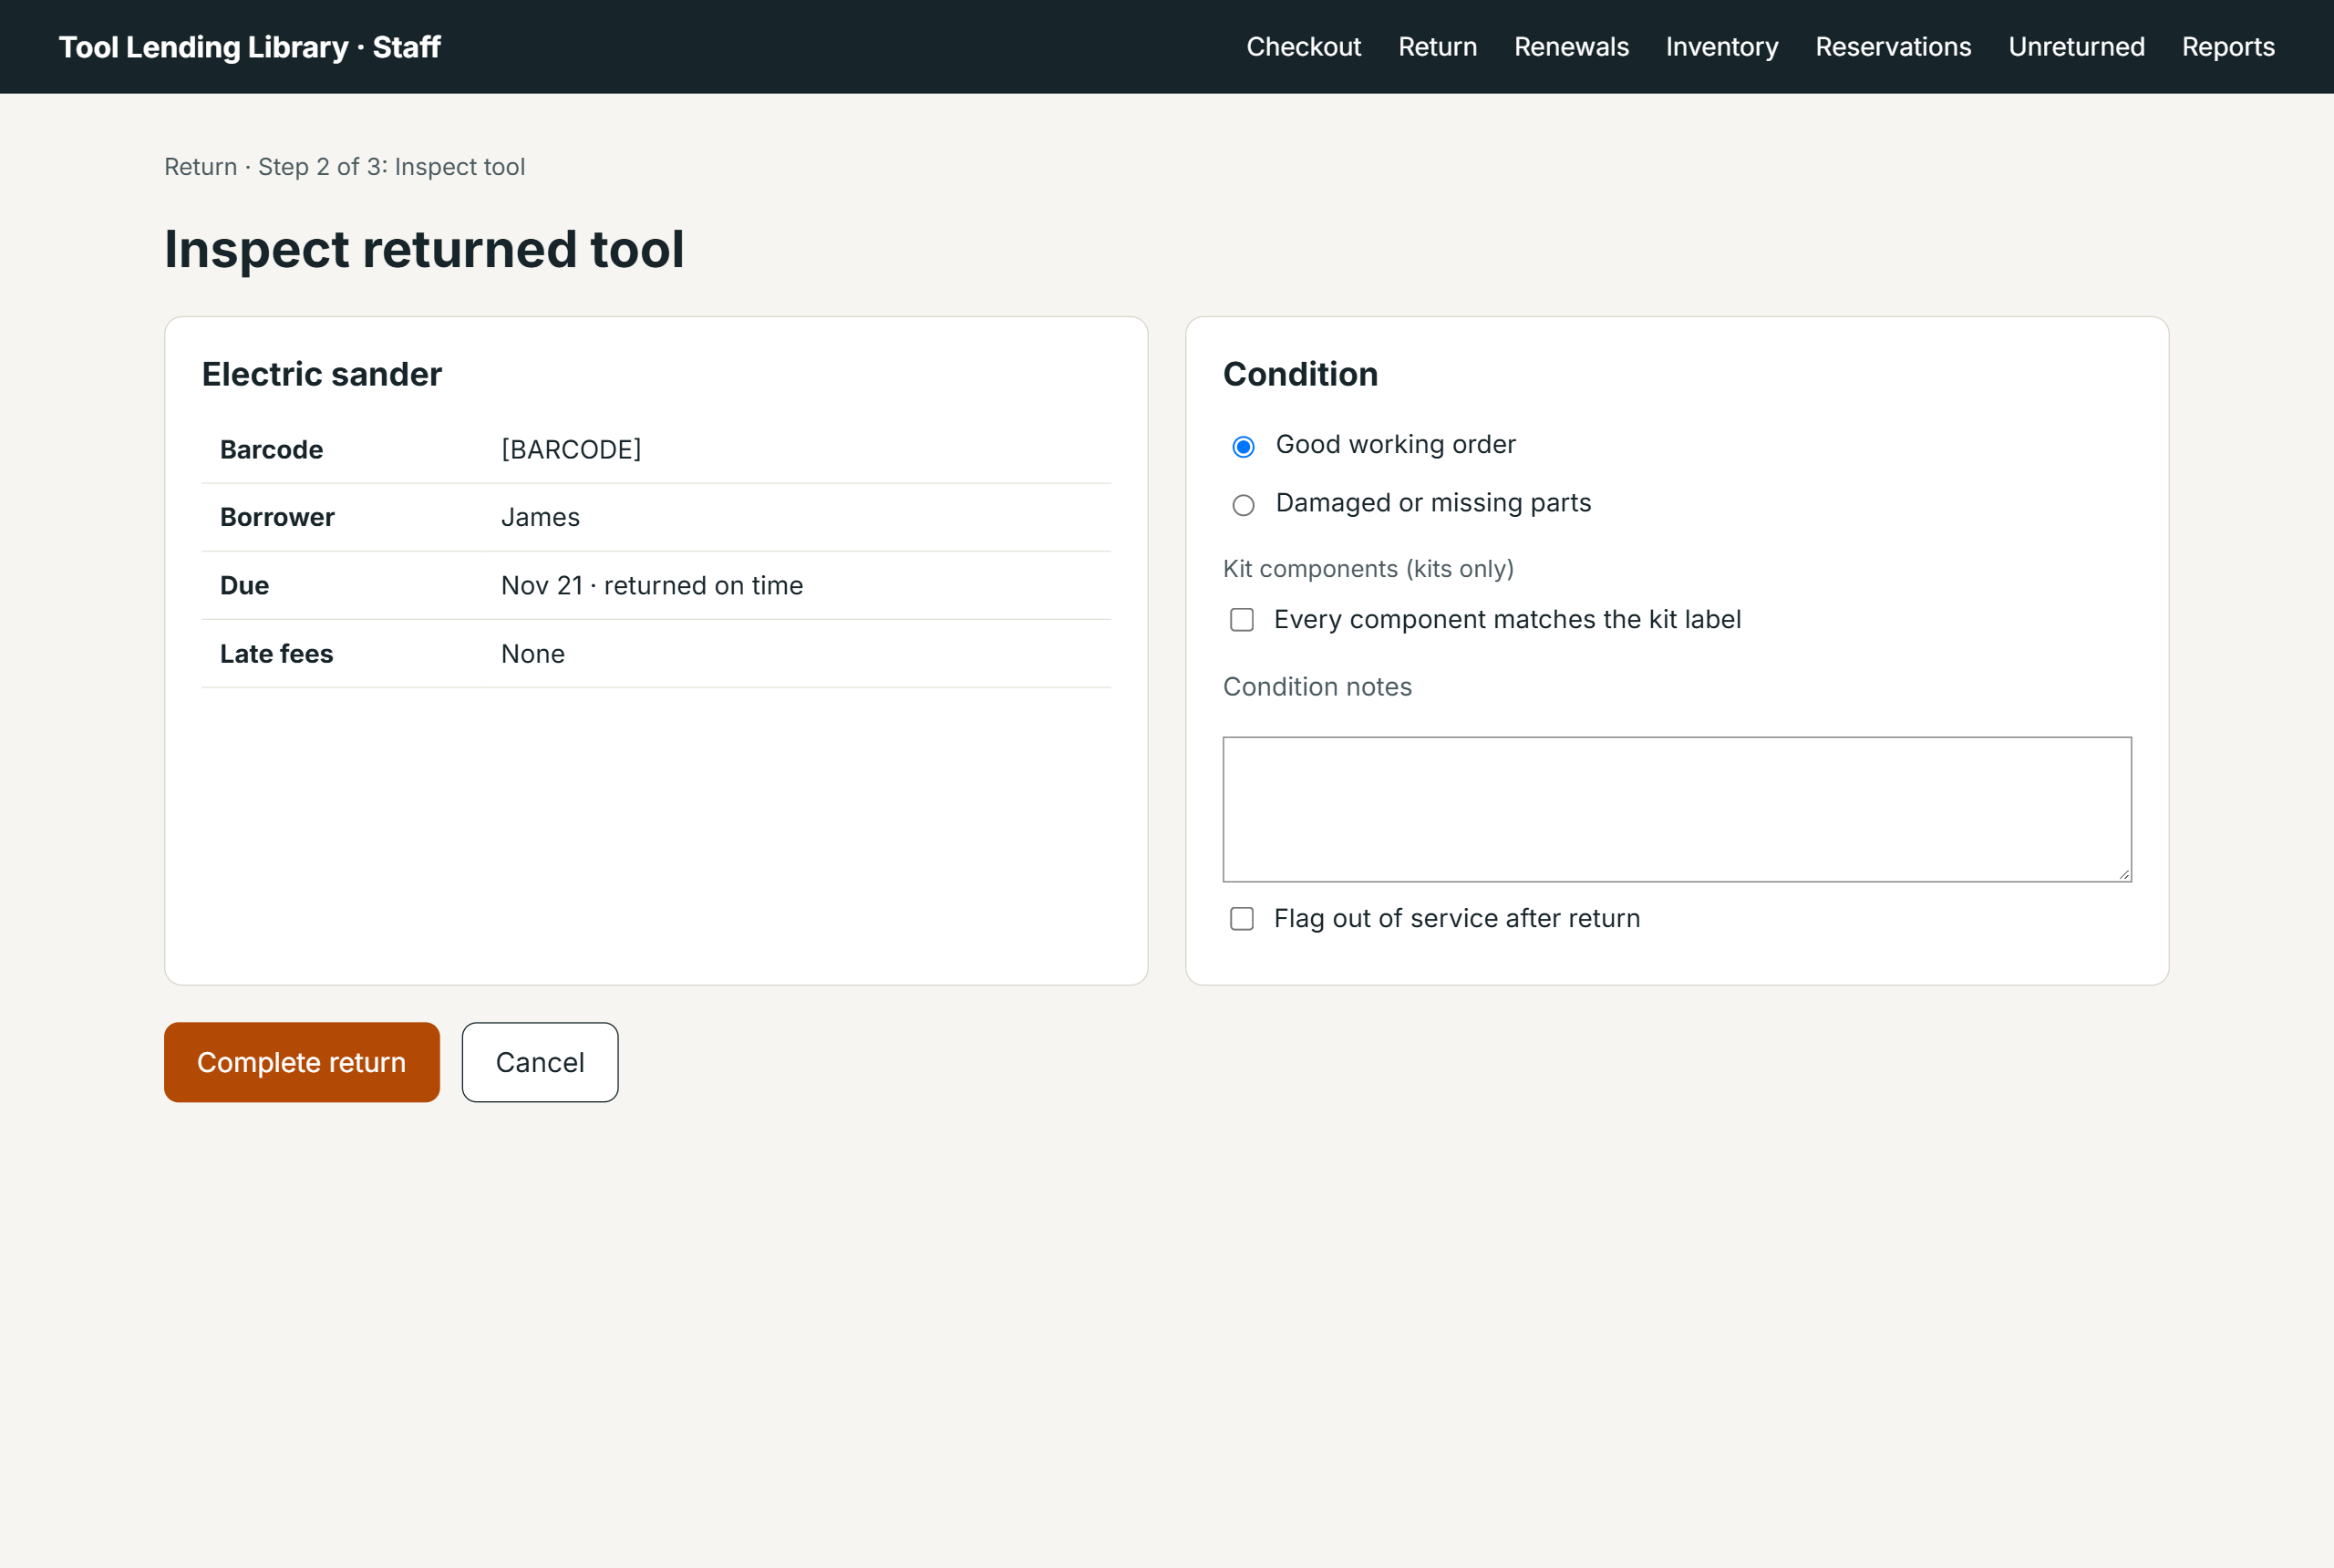 Tool Lending Library · Staff
Checkout Return Renewals Inventory Reservations Unreturned Reports
Return · Step 2 of 3: Inspect tool
Inspect returned tool
Electric sander
Barcode [BARCODE]
Borrower James
Due Nov 21 · returned on time
Late fees None
Condition
Good working order
Damaged or missing parts
Kit components (kits only)
Every component matches the kit label
Condition notes
Flag out of service after return
Complete return Cancel